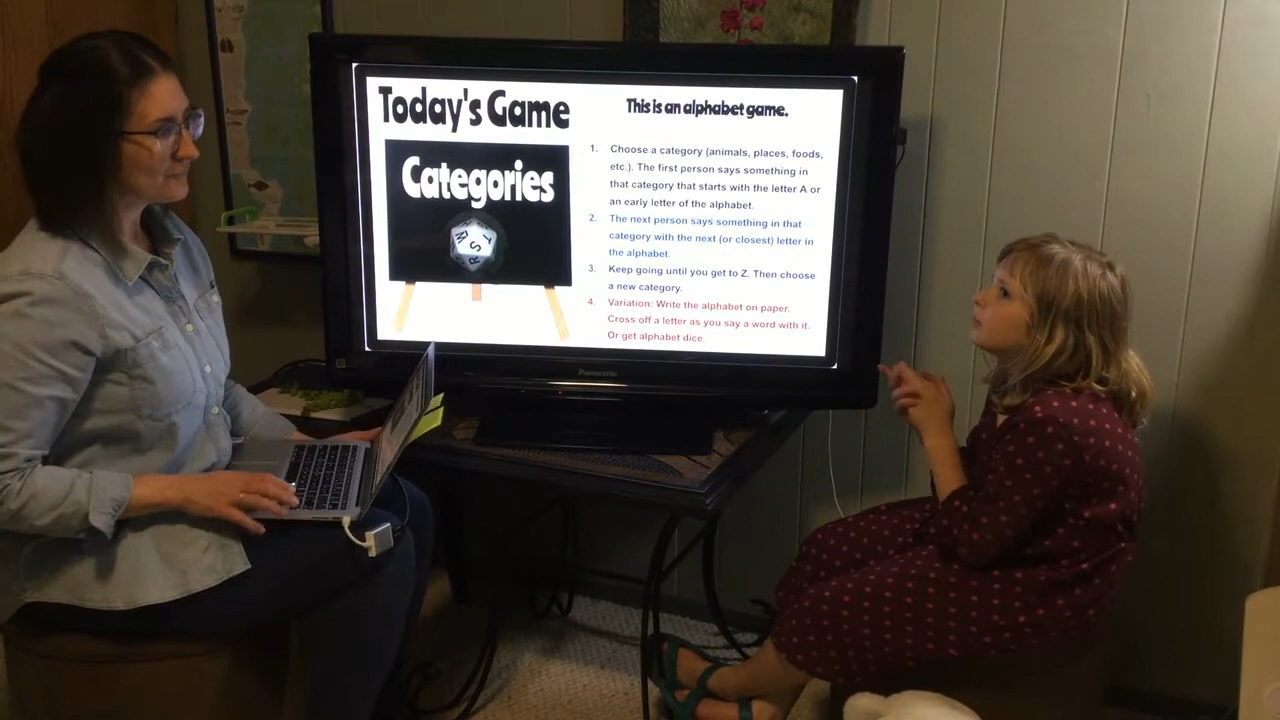 Today's Game
Categories
W
T
S
R
This is an alphabet game.
1. Choose a category (animals, places, foods,
etc.). The first person says something in
that category that starts with the letter A or
an early letter of the alphabet.
2. The next person says something in that
category with the next (or closest) letter in
the alphabet.
3. Keep going until you get to Z. Then choose
a new category.
4. Variation: Write the alphabet on paper.
Cross off a letter as you say a word with it.
Or get alphabet dice.
Panasonic